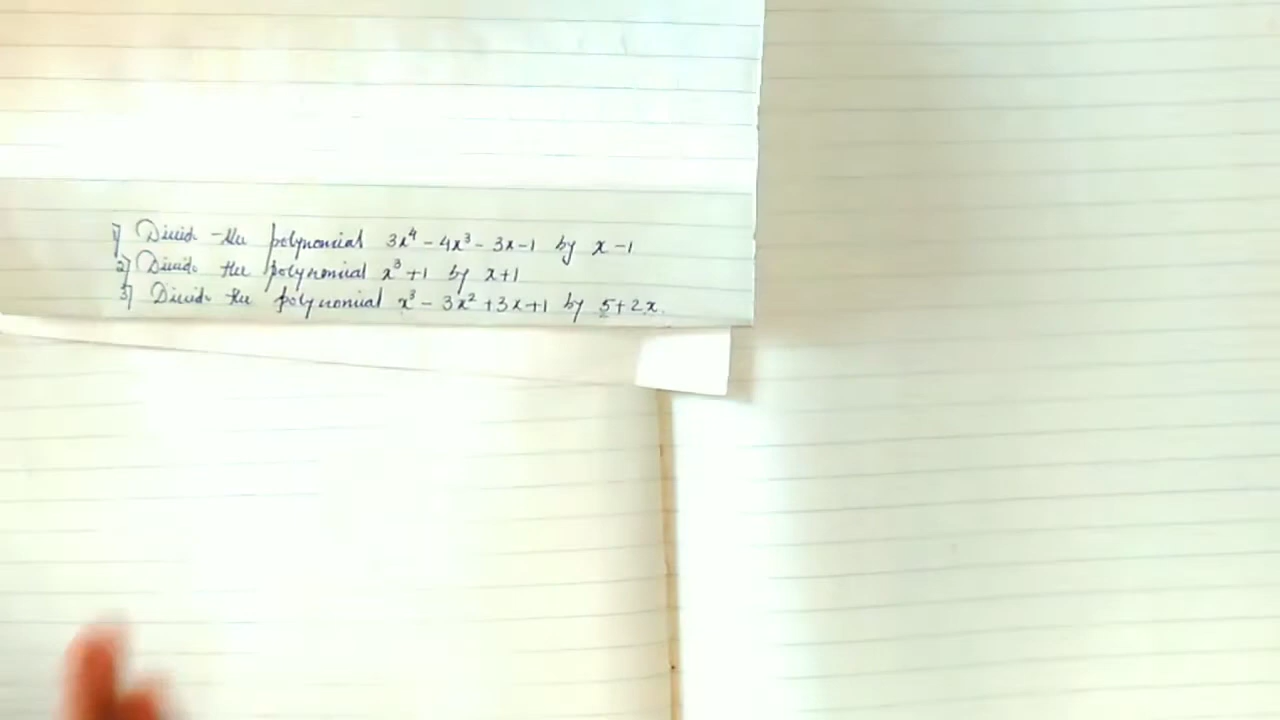 1) Divide the polynomial 3x⁴ - 4x³ - 3x - 1 by x - 1
2) Divide the polynomial x³ + 1 by x + 1
3) Divide the polynomial x³ - 3x² + 3x + 1 by 5 + 2x.